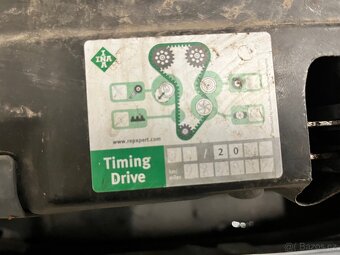 INA
www.repxpert.com
Timing
Drive
/ 20
km/
miles